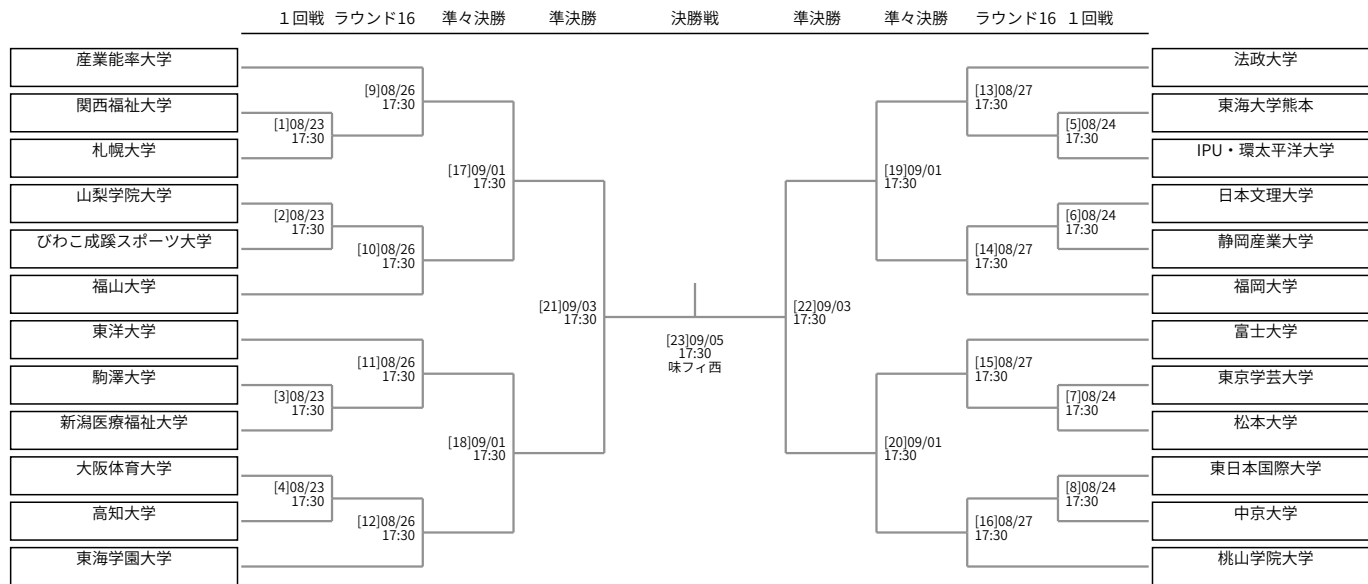 １回戦 ラウンド16 準々決勝 準決勝 決勝戦 準決勝 準々決勝 ラウンド16 １回戦
産業能率大学
関西福祉大学
札幌大学
山梨学院大学
びわこ成蹊スポーツ大学
福山大学
東洋大学
駒澤大学
新潟医療福祉大学
大阪体育大学
高知大学
東海学園大学
[1]08/23
17:30
[2]08/23
17:30
[3]08/23
17:30
[4]08/23
17:30
[9]08/26
17:30
[10]08/26
17:30
[11]08/26
17:30
[12]08/26
17:30
[17]09/01
17:30
[18]09/01
17:30
[21]09/03
17:30
[23]09/05
17:30
味フィ西
[22]09/03
17:30
[19]09/01
17:30
[20]09/01
17:30
[13]08/27
17:30
[14]08/27
17:30
[15]08/27
17:30
[16]08/27
17:30
[5]08/24
17:30
[6]08/24
17:30
[7]08/24
17:30
[8]08/24
17:30
法政大学
東海大学熊本
IPU・環太平洋大学
日本文理大学
静岡産業大学
福岡大学
富士大学
東京学芸大学
松本大学
東日本国際大学
中京大学
桃山学院大学